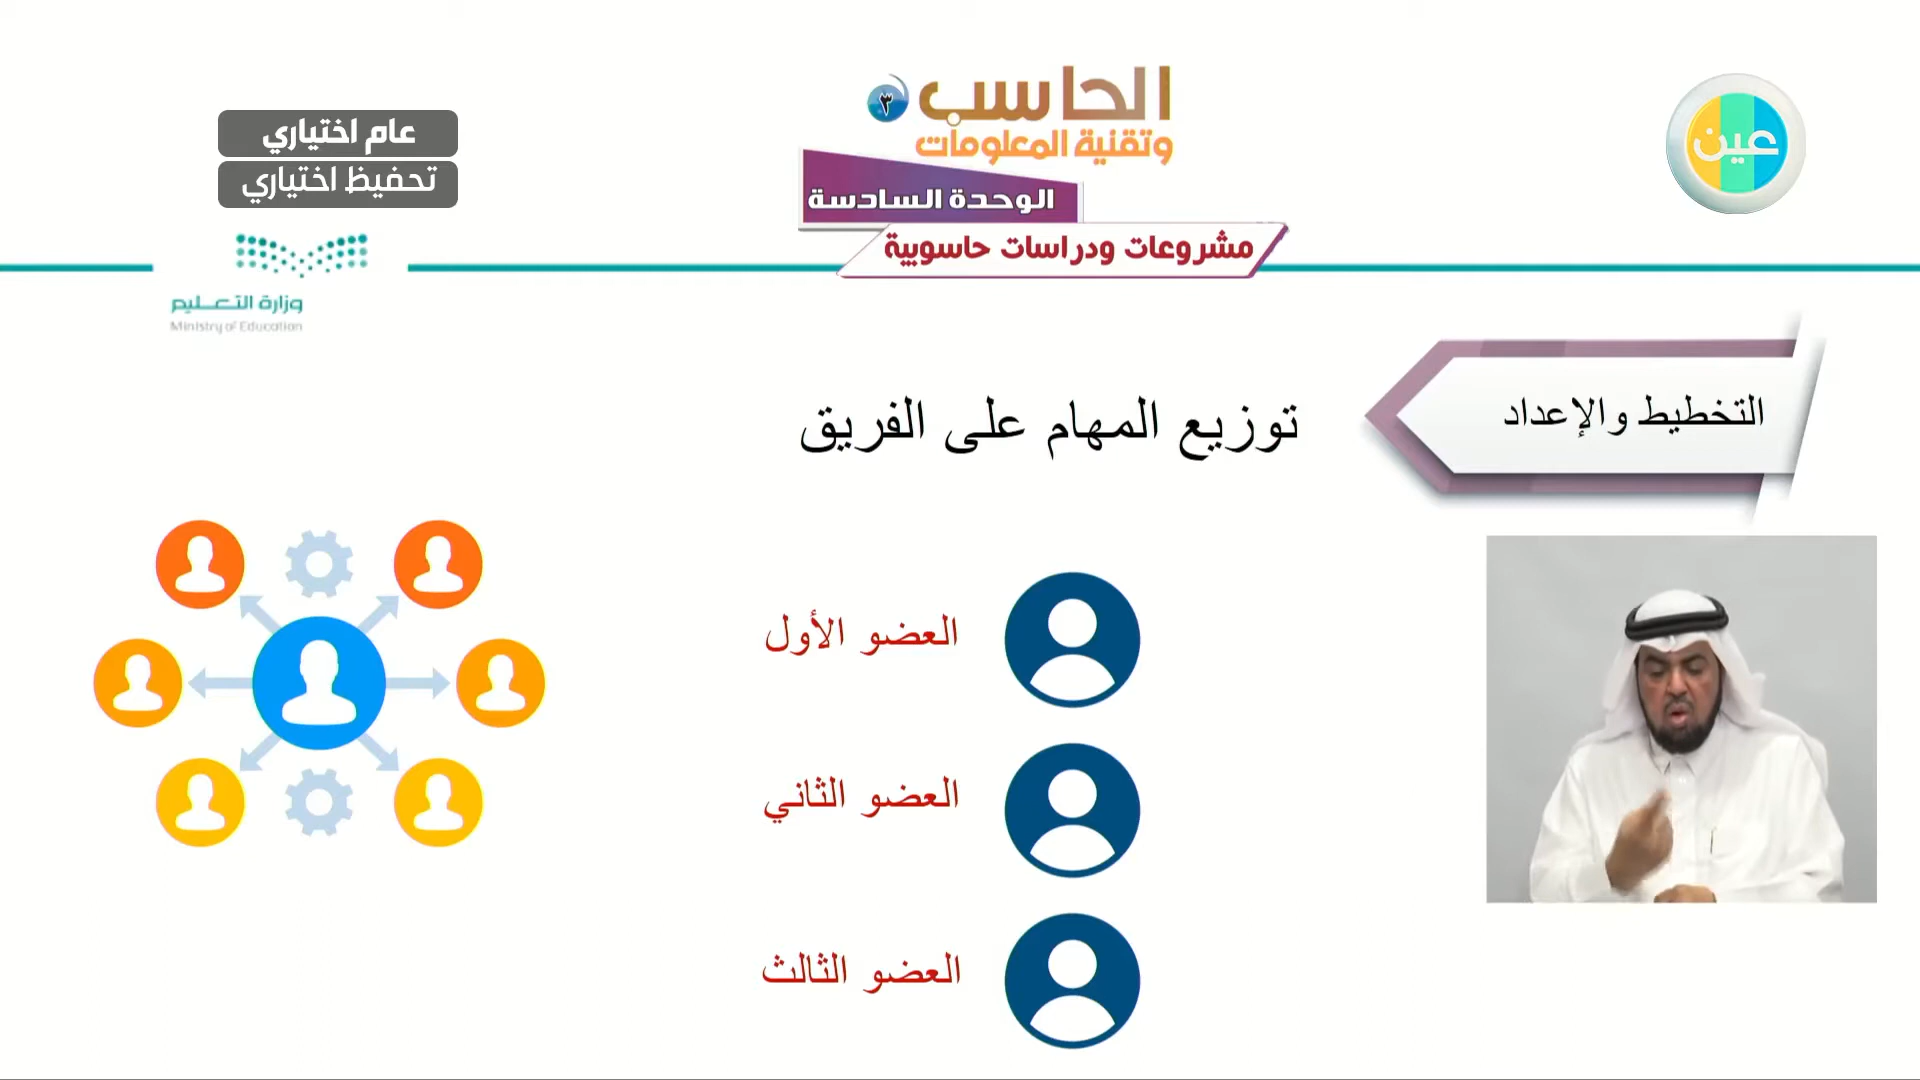 عام اختياري
تحفيظ اختياري
وزارة التعليم
Ministry of Education
الحاسب ٣
وتقنية المعلومات
الوحدة السادسة
مشروعات ودراسات حاسوبية
عين
التخطيط والإعداد
توزيع المهام على الفريق
العضو الأول
العضو الثاني
العضو الثالث